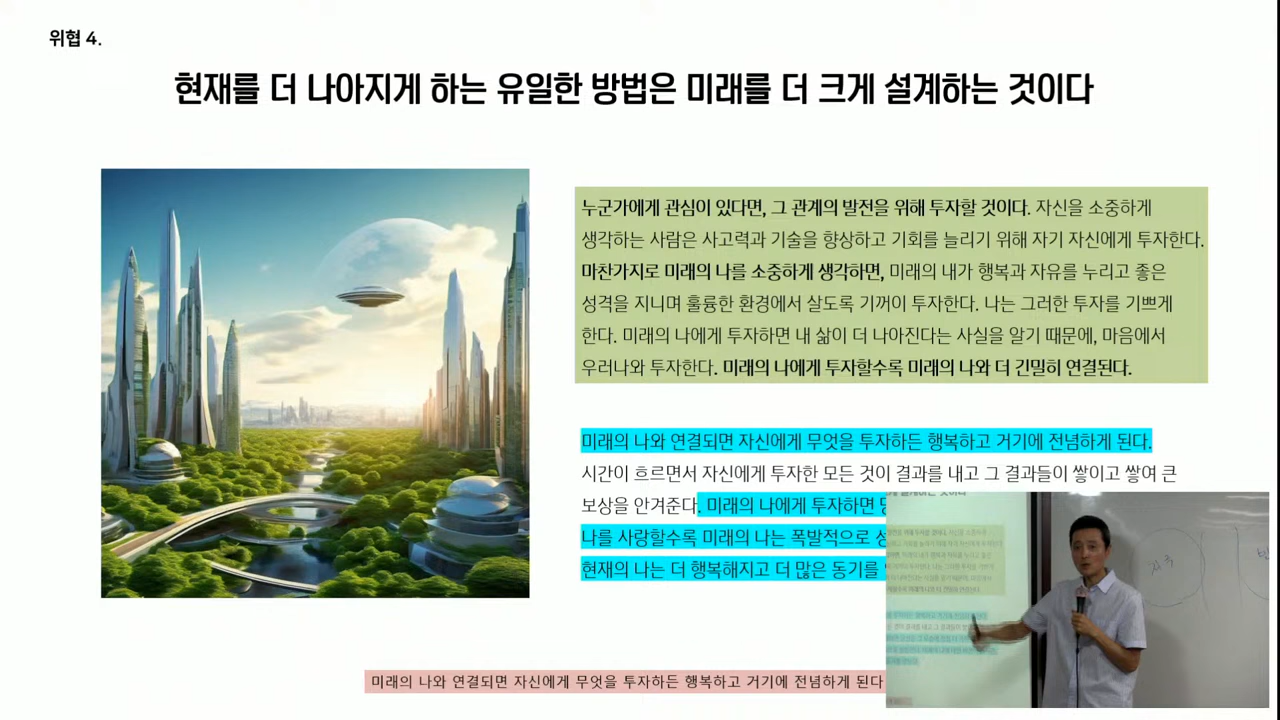 위협 4.
현재를 더 나아지게 하는 유일한 방법은 미래를 더 크게 설계하는 것이다
누군가에게 관심이 있다면, 그 관계의 발전을 위해 투자할 것이다. 자신을 소중하게
생각하는 사람은 사고력과 기술을 향상하고 기회를 늘리기 위해 자기 자신에게 투자한다.
마찬가지로 미래의 나를 소중하게 생각하면, 미래의 내가 행복과 자유를 누리고 좋은
성격을 지니며 훌륭한 환경에서 살도록 기꺼이 투자한다. 나는 그러한 투자를 기쁘게
한다. 미래의 나에게 투자하면 내 삶이 더 나아진다는 사실을 알기 때문에, 마음에서
우러나와 투자한다. 미래의 나에게 투자할수록 미래의 나와 더 긴밀히 연결된다.
미래의 나와 연결되면 자신에게 무엇을 투자하든 행복하고 거기에 전념하게 된다.
시간이 흐르면서 자신에게 투자한 모든 것이 결과를 내고 그 결과들이 쌓이고 쌓여 큰
보상을 안겨준다. 미래의 나에게 투자하면
나를 사랑할수록 미래의 나는 폭발적으로
현재의 나는 더 행복해지고 더 많은 동기를
미래의 나와 연결되면 자신에게 무엇을 투자하든 행복하고 거기에 전념하게 된다